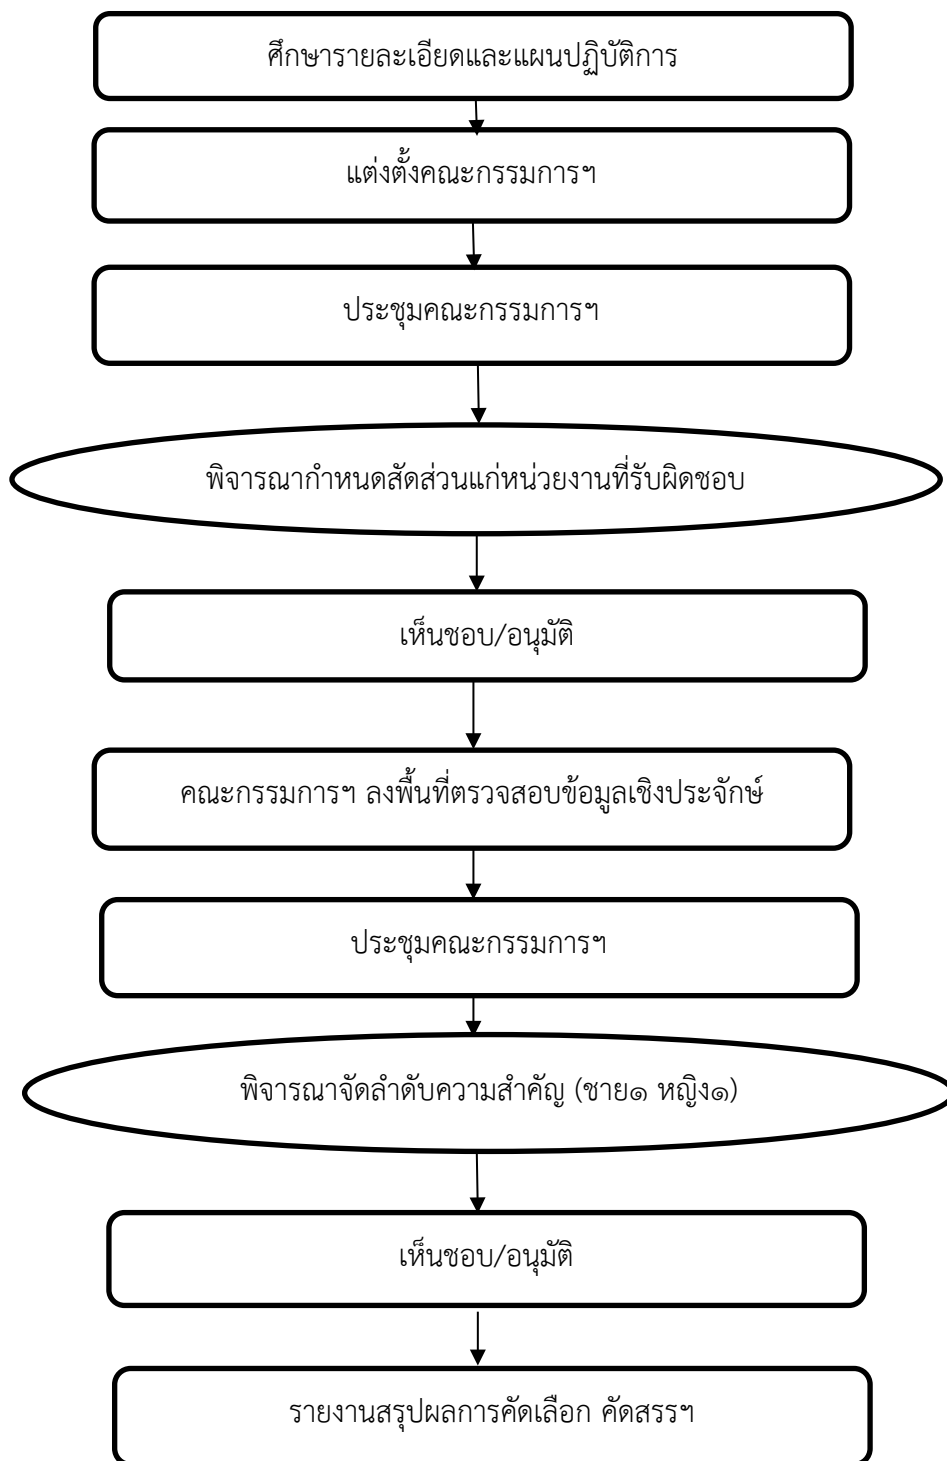 ศึกษารายละเอียดและแผนปฏิบัติการ
แต่งตั้งคณะกรรมการฯ
ประชุมคณะกรรมการฯ
พิจารณากำหนดสัดส่วนแก่หน่วยงานที่รับผิดชอบ
เห็นชอบ/อนุมัติ
คณะกรรมการฯ ลงพื้นที่ตรวจสอบข้อมูลเชิงประจักษ์
ประชุมคณะกรรมการฯ
พิจารณาจัดลำดับความสำคัญ (ชาย๑ หญิง๑)
เห็นชอบ/อนุมัติ
รายงานสรุปผลการคัดเลือก คัดสรรฯ